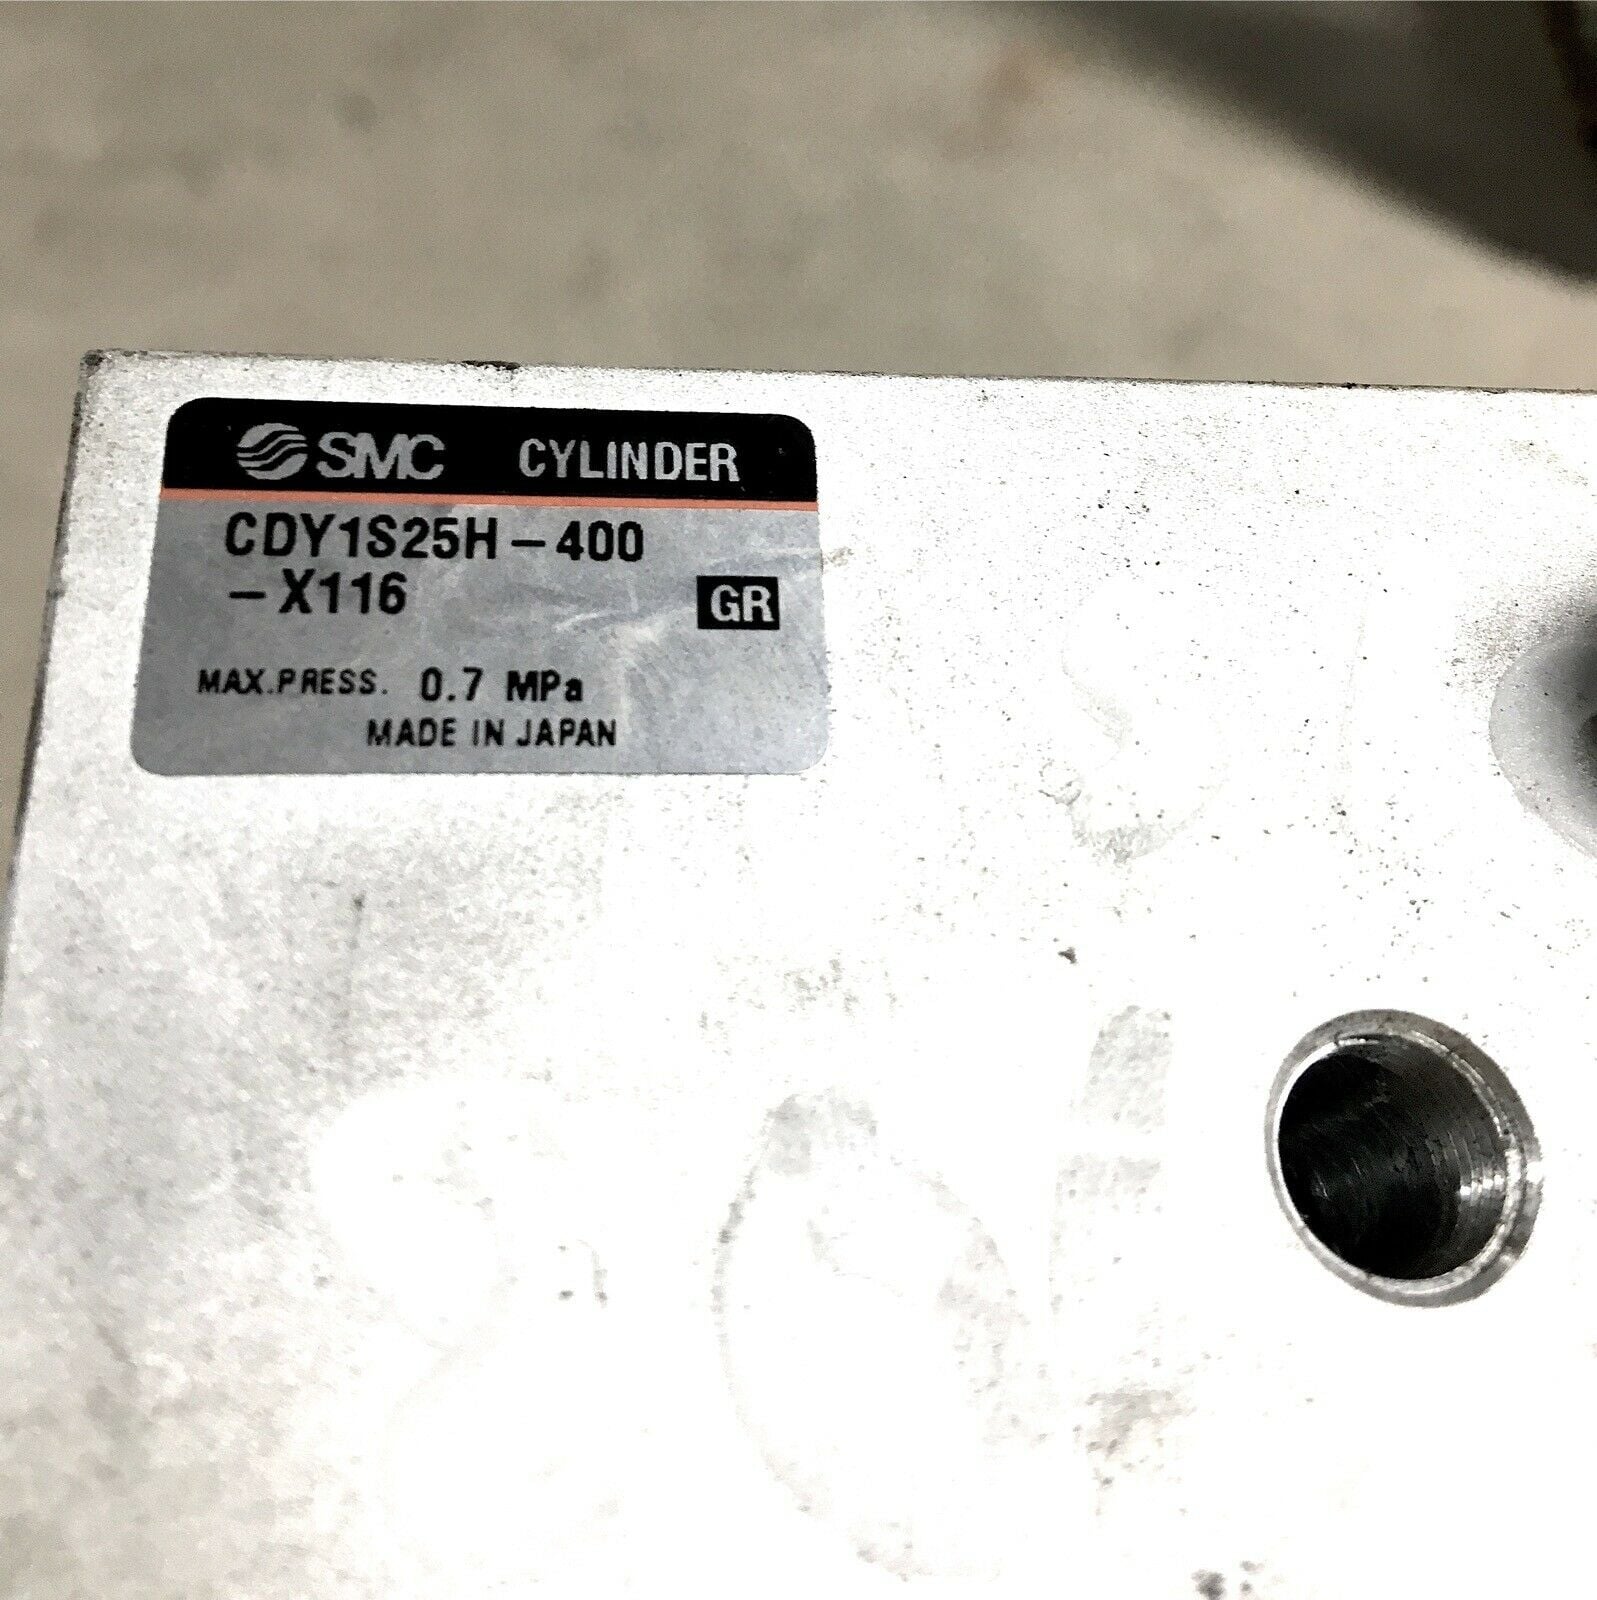 SMC CYLINDER
CDY1S25H-400
-X116 GR
MAX.PRESS. 0.7 MPa
MADE IN JAPAN